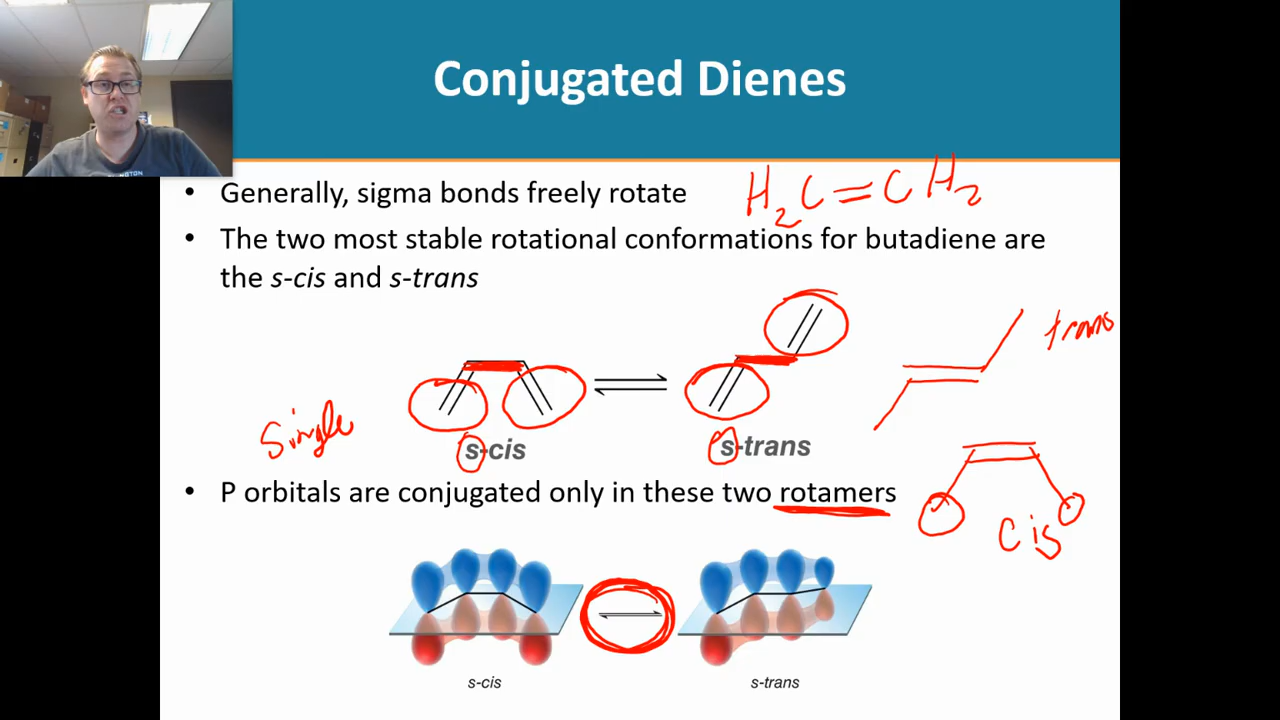 Conjugated Dienes
• Generally, sigma bonds freely rotate
H₂C=CH₂
• The two most stable rotational conformations for butadiene are
the s-cis and s-trans
trans
Single
s-cis
s-trans
• P orbitals are conjugated only in these two rotamers
Cis
s-cis
s-trans